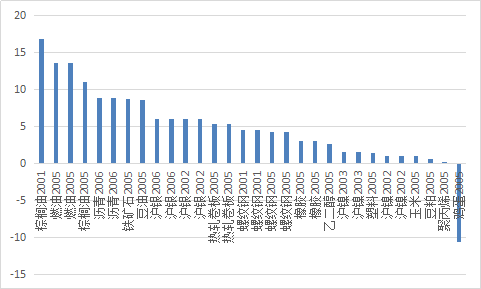 20
15
10
5
0
-5
-10
-15
棕榈油2001
燃油2005
燃油2005
棕榈油2005
沥青2006
沥青2006
铁矿石2005
豆油2005
沪银2006
沪银2006
沪银2002
沪银2002
热轧卷板2005
热轧卷板2005
螺纹钢2001
螺纹钢2001
螺纹钢2005
螺纹钢2005
橡胶2005
橡胶2005
乙二醇2005
沪镍2003
沪镍2003
塑料2005
沪镍2002
沪镍2002
玉米2005
豆粕2005
聚丙烯2005
鸡蛋2005